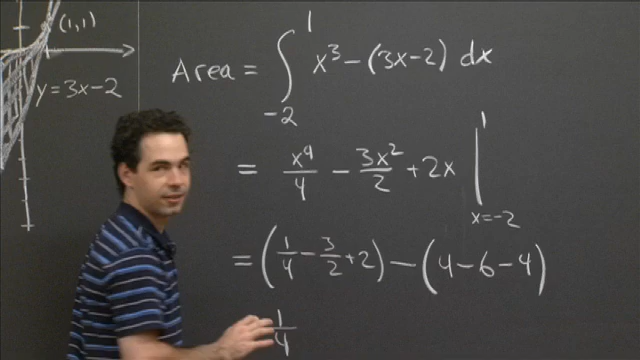 (1,1)
y = 3x-2
Area = ∫_{-2}^{1} x³ - (3x-2) dx
= x⁴/4 - 3x²/2 + 2x |_{x=-2}^{1}
= (1/4 - 3/2 + 2) - (4 - 6 - 4)
1/4